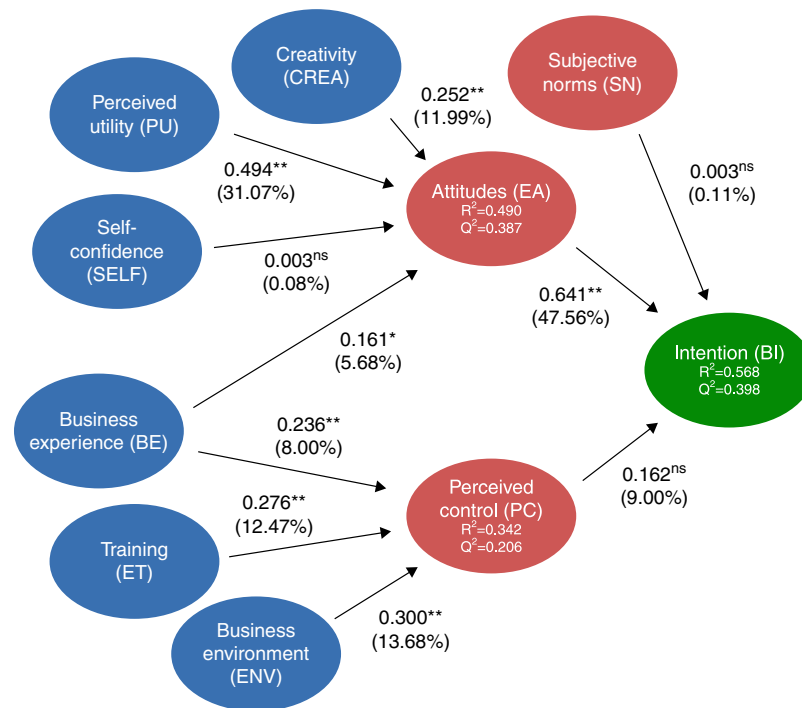 Creativity
(CREA)
Subjective
norms (SN)
Perceived
utility (PU)
0.252**
(11.99%)
0.494**
(31.07%)
Attitudes (EA)
R²=0.490
Q²=0.387
0.003ⁿˢ
(0.11%)
Self-
confidence
(SELF)
0.003ⁿˢ
(0.08%)
0.641**
(47.56%)
0.161*
(5.68%)
Intention (BI)
R²=0.568
Q²=0.398
Business
experience (BE)
0.236**
(8.00%)
0.162ⁿˢ
(9.00%)
Perceived
control (PC)
R²=0.342
Q²=0.206
0.276**
(12.47%)
Training
(ET)
0.300**
(13.68%)
Business
environment
(ENV)